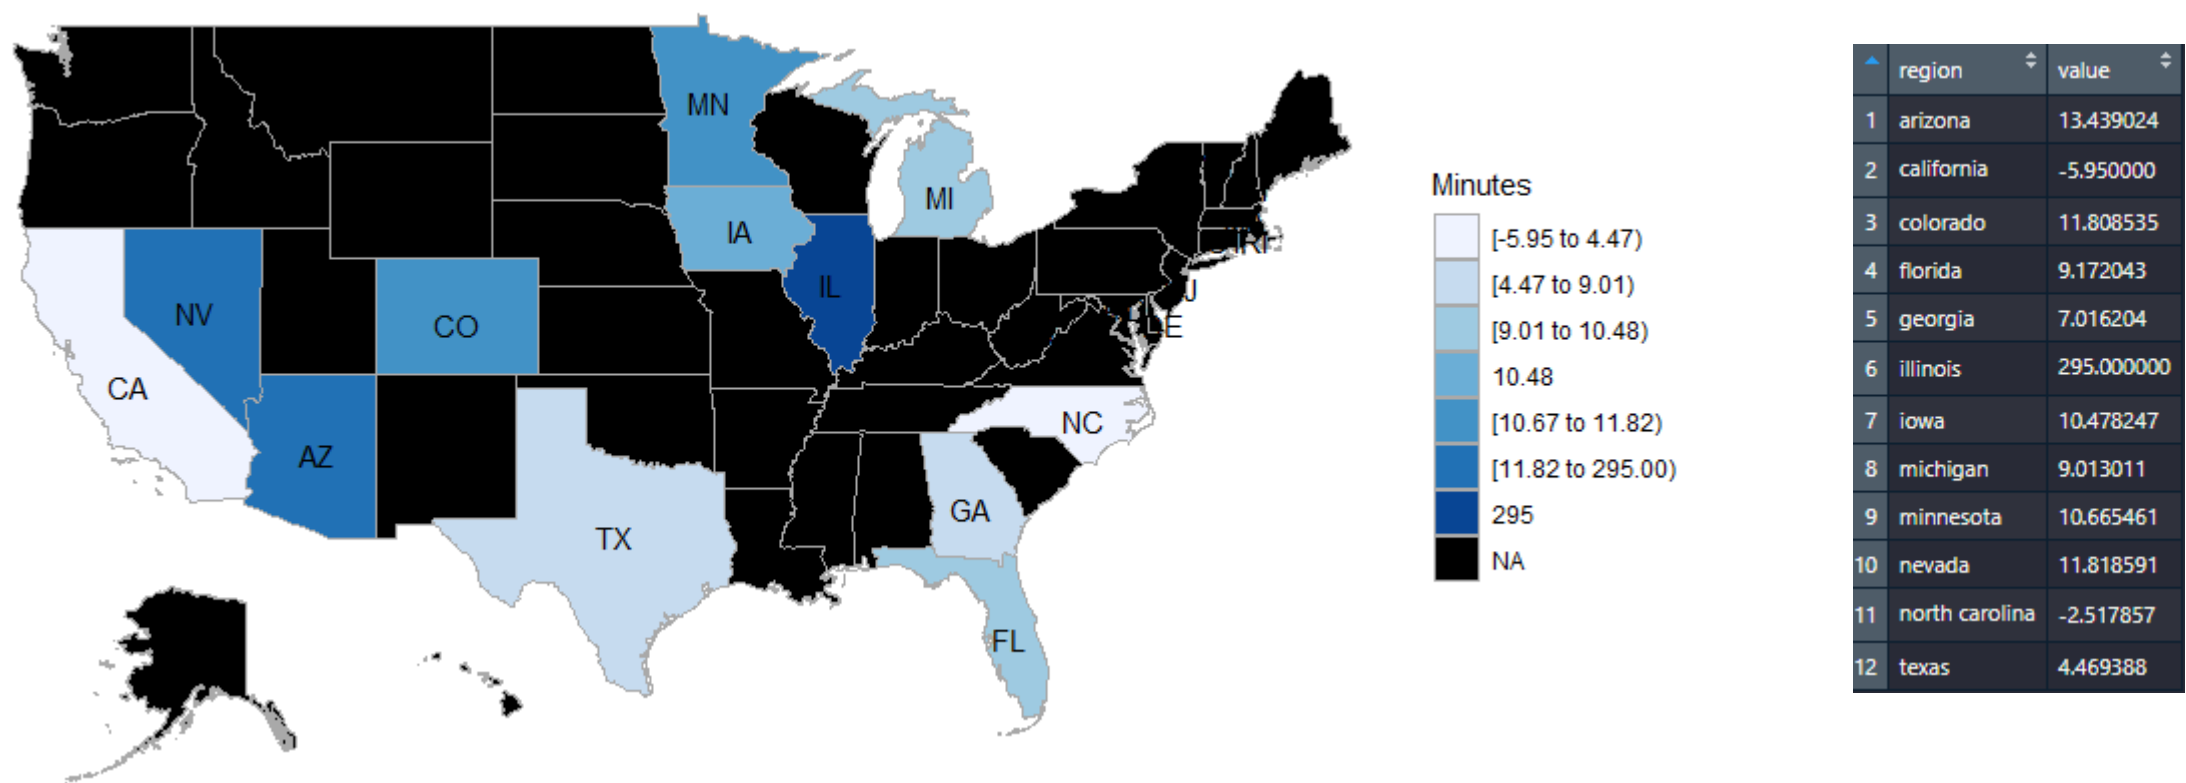 MN
MI
IA
IL
NV
CO
CA
NC
AZ
GA
TX
FL
RI
J
LE
Minutes
[-5.95 to 4.47)
[4.47 to 9.01)
[9.01 to 10.48)
10.48
[10.67 to 11.82)
[11.82 to 295.00)
295
NA
region value
1 arizona 13.439024
2 california -5.950000
3 colorado 11.808535
4 florida 9.172043
5 georgia 7.016204
6 illinois 295.000000
7 iowa 10.478247
8 michigan 9.013011
9 minnesota 10.665461
10 nevada 11.818591
11 north carolina -2.517857
12 texas 4.469388